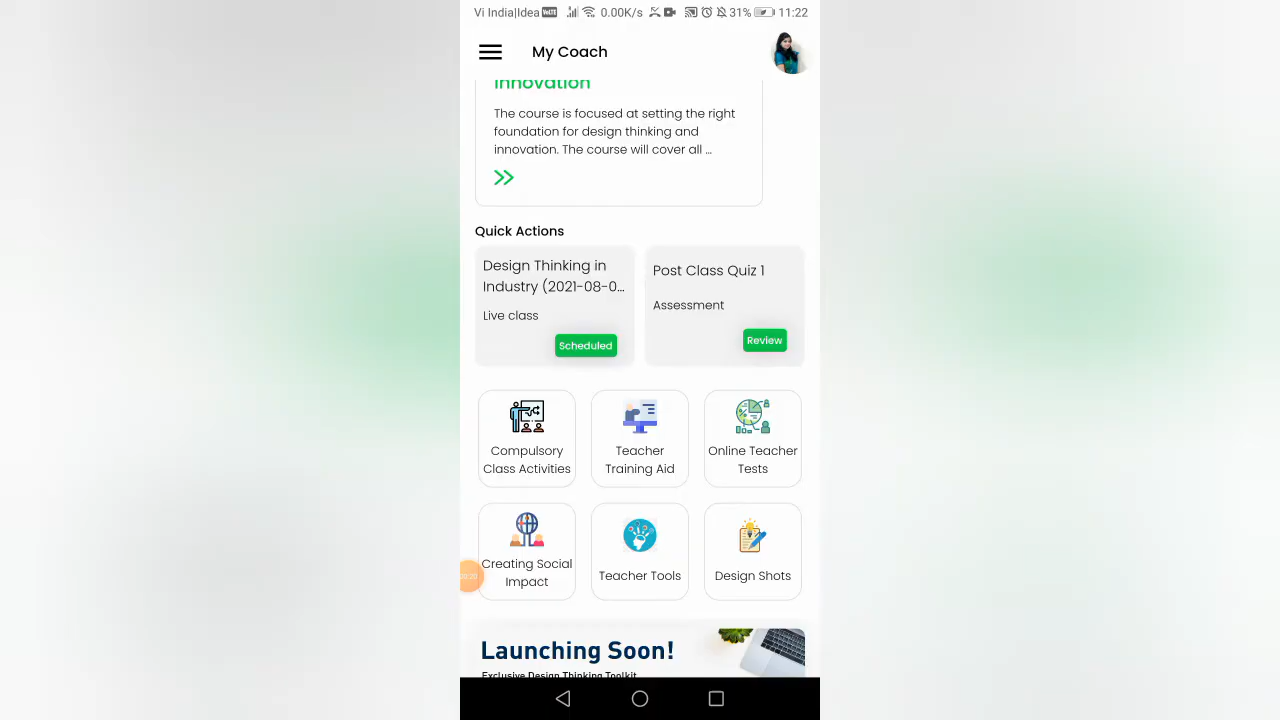 Vi India|Idea VoLTE 0.00K/s 31% 11:22
My Coach
Innovation
The course is focused at setting the right
foundation for design thinking and
innovation. The course will cover all ...
Quick Actions
Design Thinking in
Industry (2021-08-0...
Live class
Scheduled
Post Class Quiz 1
Assessment
Review
Compulsory
Class Activities
Teacher
Training Aid
Online Teacher
Tests
Creating Social
Impact
Teacher Tools
Design Shots
Launching Soon!
Exclusive Design Thinking Toolkit